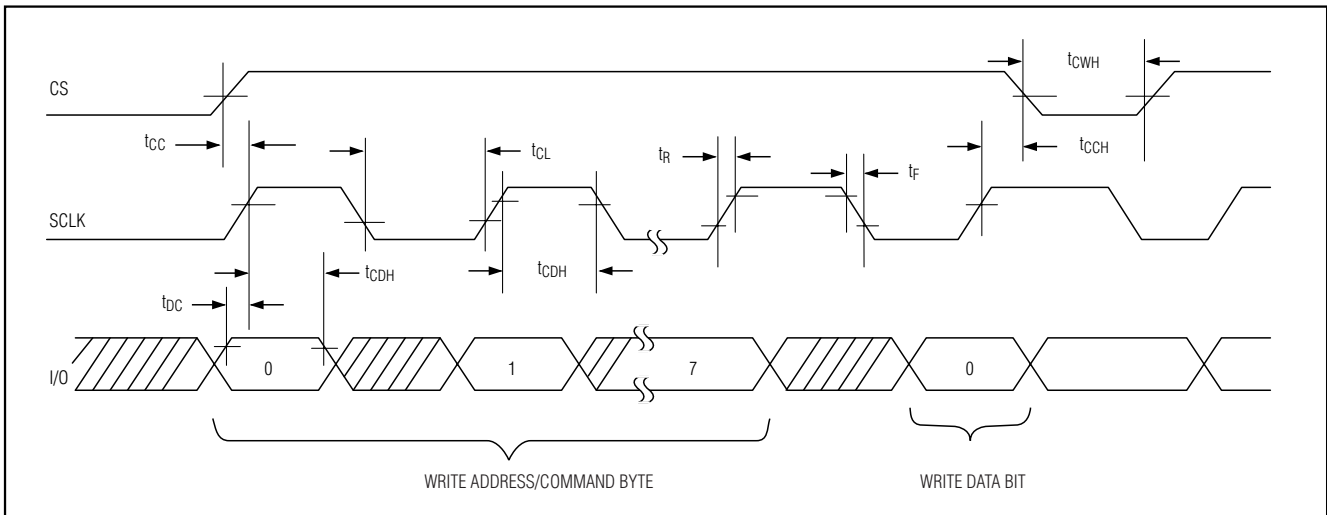 CS
tCWH
tCC
tCL
tR
tF
tCCH
SCLK
tCDH
tCDH
tDC
I/O
0
1
7
0
WRITE ADDRESS/COMMAND BYTE
WRITE DATA BIT